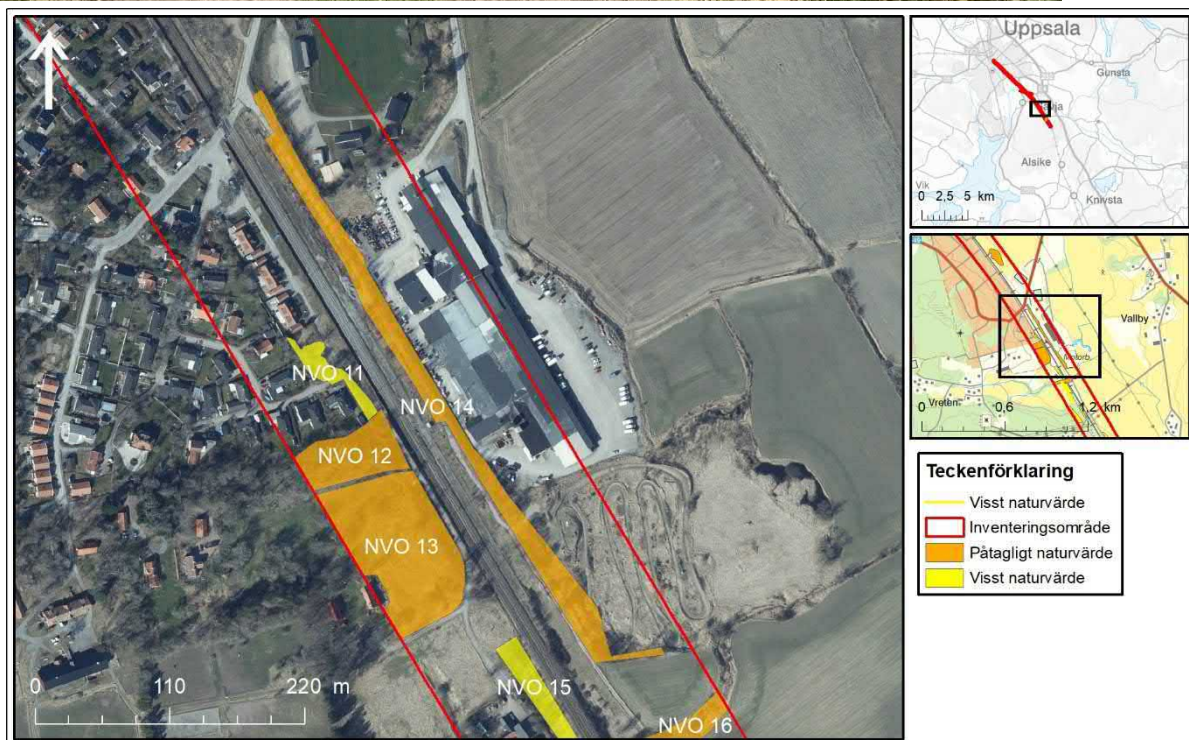 NVO 11
NVO 14
NVO 12
NVO 13
NVO 15
NVO 16
0 110 220 m
Uppsala
Gunsta
Alsike
Vik
Knivsta
0 2,5 5 km
Vallby
Vreten
0 0,6 1,2 km
Teckenförklaring
Visst naturvärde
Inventeringsområde
Påtagligt naturvärde
Visst naturvärde